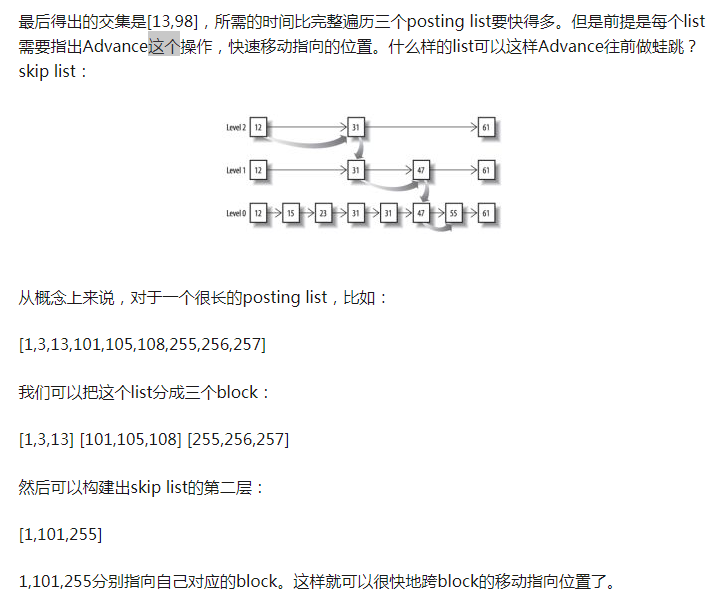 最后得出的交集是[13,98]，所需的时间比完整遍历三个posting list要快得多。但是前提是每个list
需要指出Advance这个操作，快速移动指向的位置。什么样的list可以这样Advance往前做蛙跳？
skip list：
Level 2 12 31 61
Level 1 12 31 47 61
Level 0 12 15 23 31 31 47 55 61
从概念上来说，对于一个很长的posting list，比如：
[1,3,13,101,105,108,255,256,257]
我们可以把这个list分成三个block：
[1,3,13] [101,105,108] [255,256,257]
然后可以构建出skip list的第二层：
[1,101,255]
1,101,255分别指向自己对应的block。这样就可以很快地跨block的移动指向位置了。